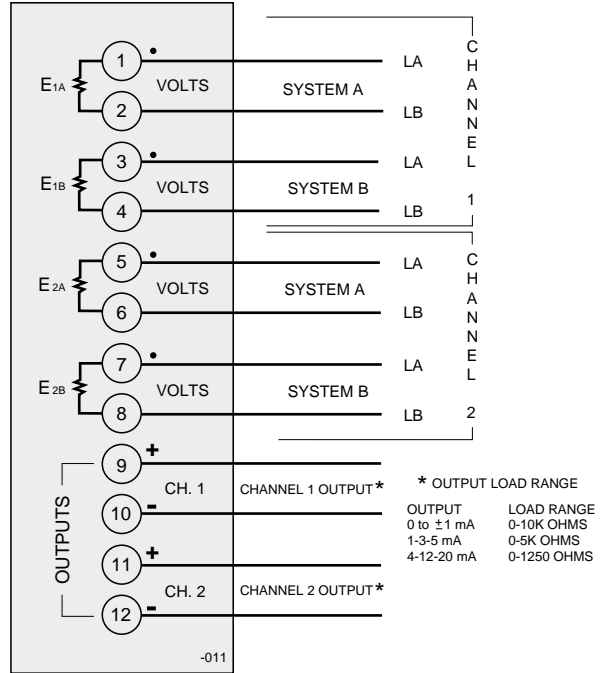 E1A
1
2
VOLTS
SYSTEM A
LA
LB
E1B
3
4
VOLTS
SYSTEM B
LA
LB
CHANNEL 1
E2A
5
6
VOLTS
SYSTEM A
LA
LB
E2B
7
8
VOLTS
SYSTEM B
LA
LB
CHANNEL 2
OUTPUTS
9
+
10
-
CH. 1
CHANNEL 1 OUTPUT*
11
+
12
-
CH. 2
CHANNEL 2 OUTPUT*
* OUTPUT LOAD RANGE
OUTPUT LOAD RANGE
0 to ±1 mA 0-10K OHMS
1-3-5 mA 0-5K OHMS
4-12-20 mA 0-1250 OHMS
-011